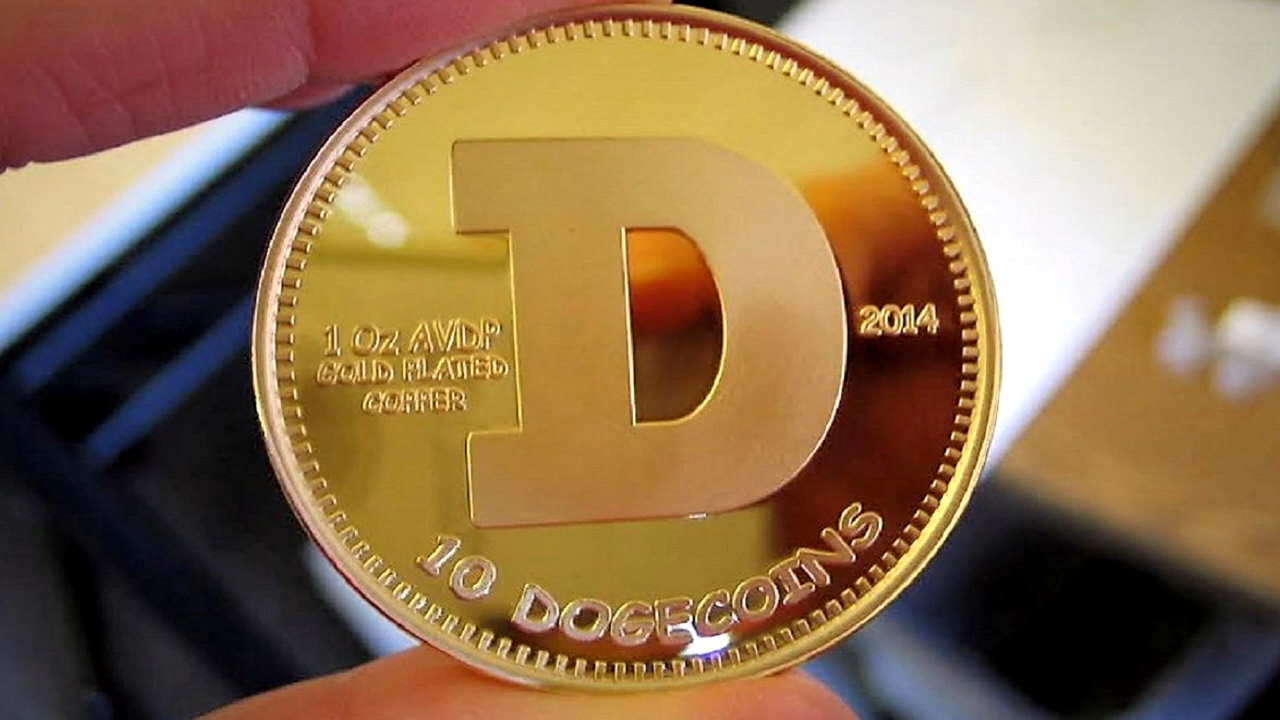 D
1 Oz AVDP
GOLD PLATED
COPPER
2014
10 DOGECOINS